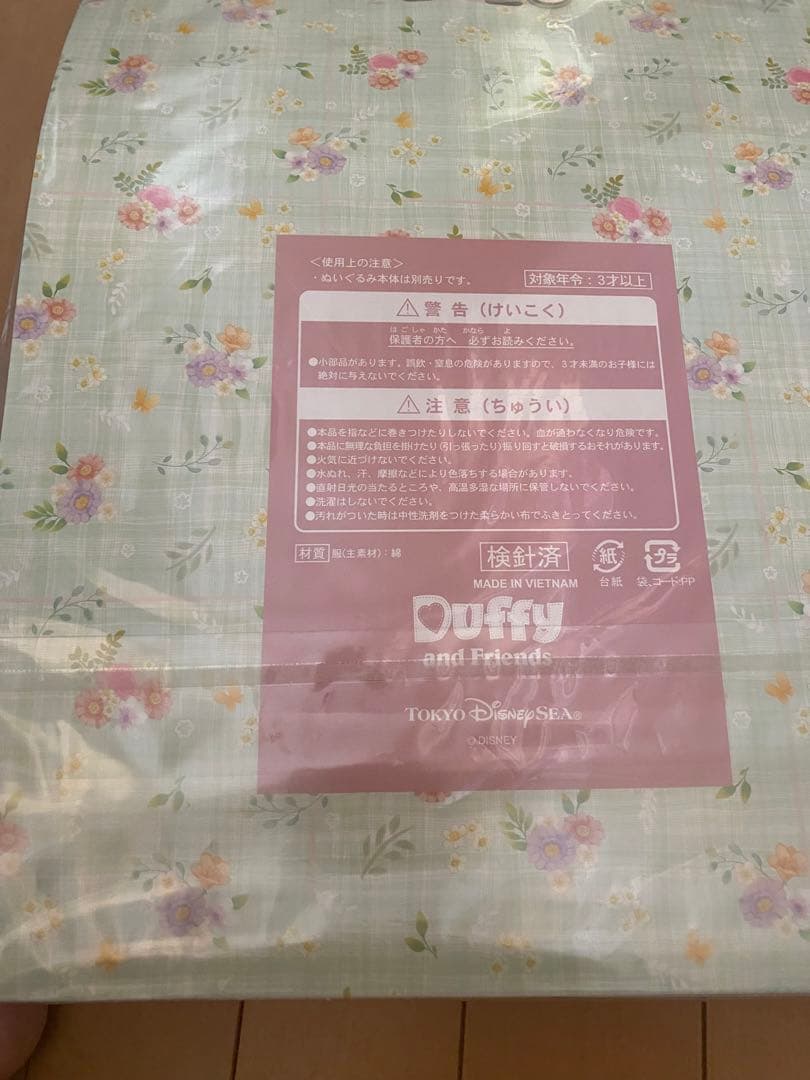 ＜使用上の注意＞
・ぬいぐるみ本体は別売りです。
対象年令：3才以上
⚠警告（けいこく）
ほごしゃ かた かなら よ
保護者の方へ 必ずお読みください。
●小部品があります。誤飲・窒息の危険がありますので、3才未満のお子様には
絶対に与えないでください。
⚠注意（ちゅうい）
●本品を指などに巻きつけたりしないでください。血が通わなくなり危険です。
●本品に無理な負担を掛けたり（引っ張ったり）振り回すと破損するおそれがあります。
●火気に近づけないでください。
●水ぬれ、汗、摩擦などにより色落ちする場合があります。
●直射日光の当たるところや、高温多湿な場所に保管しないでください。
●洗濯はしないでください。
●汚れがついた時は中性洗剤をつけた柔らかい布でふきとってください。
材質 服（主素材）：綿
検針済
紙
プラ
台紙
袋、コード：PP
MADE IN VIETNAM
Duffy
and Friends
TOKYO DISNEYSEA®
©DISNEY